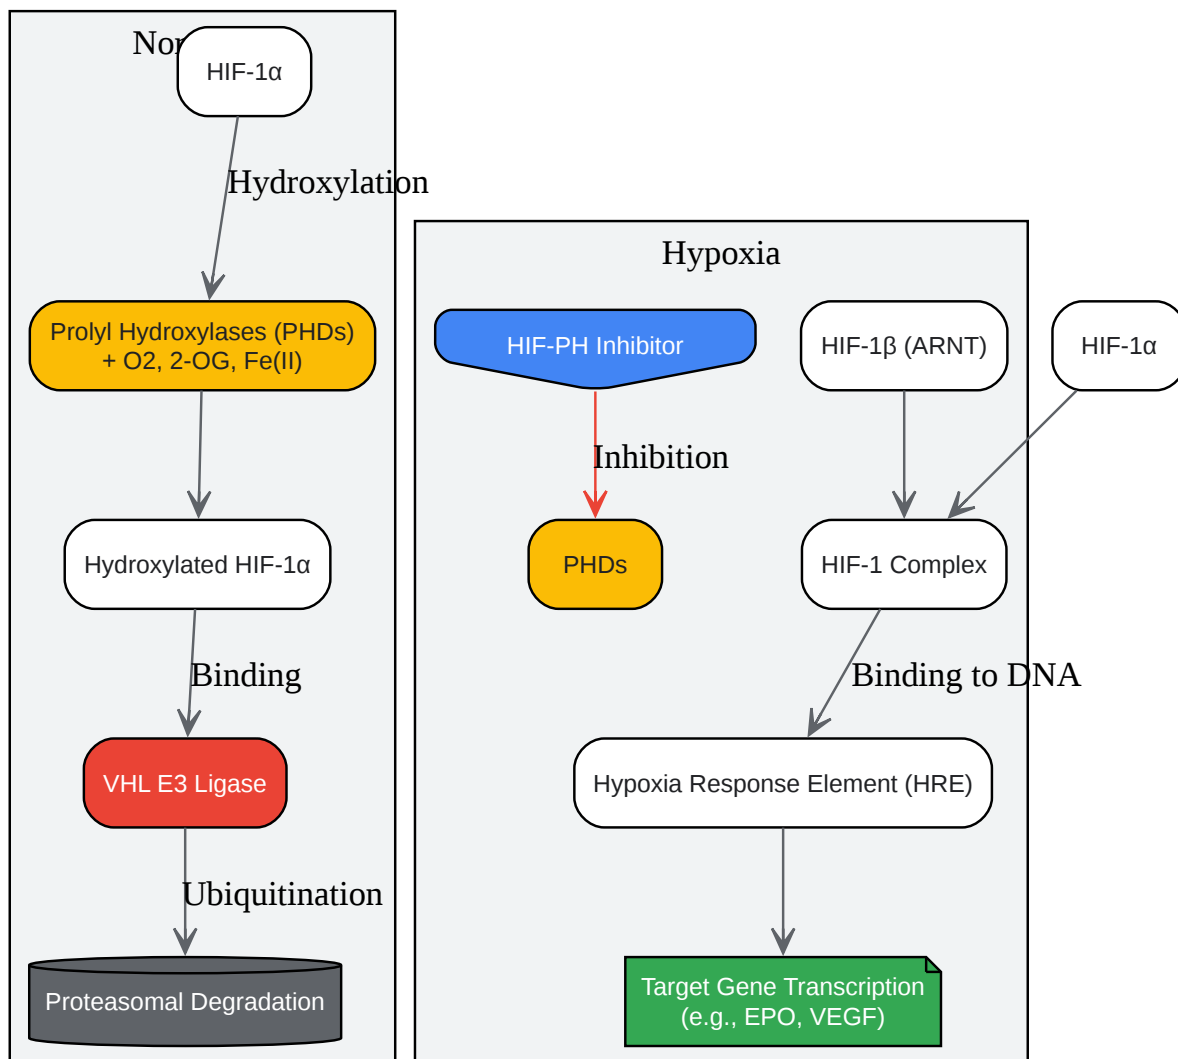 HIF-1α
Hydroxylation
Prolyl Hydroxylases (PHDs)
+ O2, 2-OG, Fe(II)
Hydroxylated HIF-1α
Binding
VHL E3 Ligase
Ubiquitination
Proteasomal Degradation
Hypoxia
HIF-PH Inhibitor
HIF-1β (ARNT)
HIF-1α
Inhibition
PHDs
HIF-1 Complex
Binding to DNA
Hypoxia Response Element (HRE)
Target Gene Transcription
(e.g., EPO, VEGF)